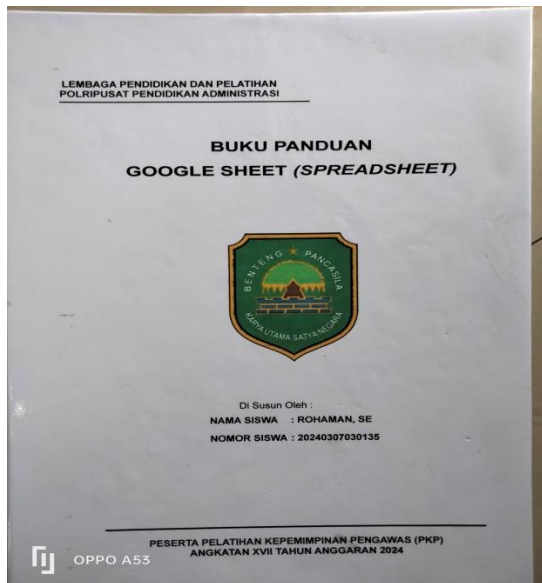 LEMBAGA PENDIDIKAN DAN PELATIHAN
POLRIPUSAT PENDIDIKAN ADMINISTRASI
BUKU PANDUAN
GOOGLE SHEET (SPREADSHEET)
BENTENG PANCASILA
KARYA UTAMA SATYA NEGARA
Di Susun Oleh :
NAMA SISWA : ROHAMAN, SE
NOMOR SISWA : 20240307030135
PESERTA PELATIHAN KEPEMIMPINAN PENGAWAS (PKP)
ANGKATAN XVII TAHUN ANGGARAN 2024
OPPO A53